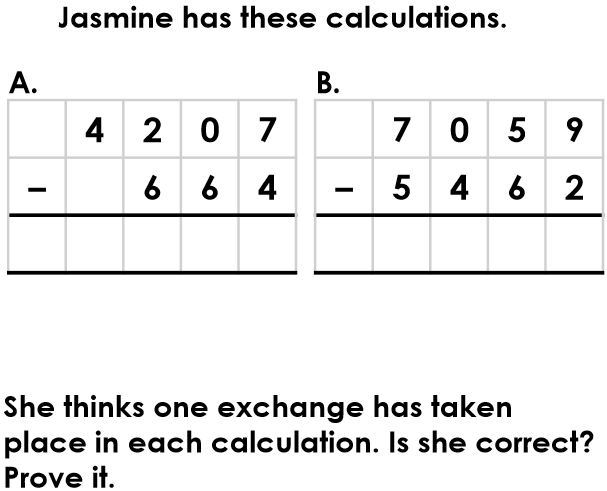 Jasmine has these calculations.
A. B.
4 2 0 7 7 0 5 9
– 6 6 4 – 5 4 6 2
She thinks one exchange has taken
place in each calculation. Is she correct?
Prove it.